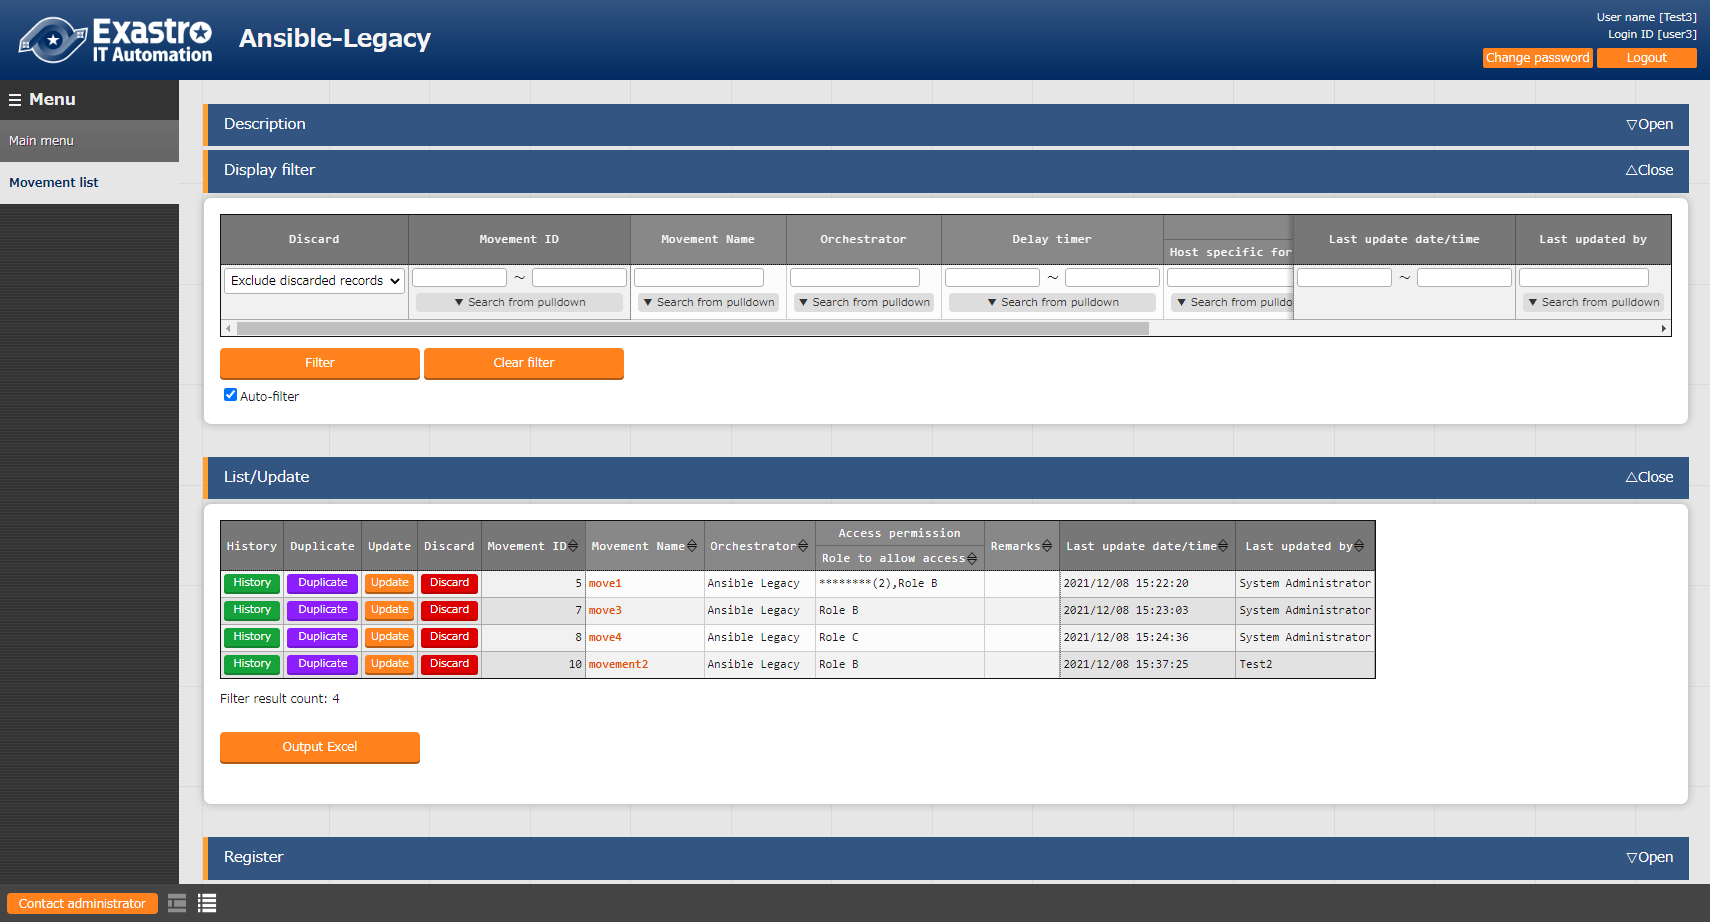 Exastro
IT Automation
Ansible-Legacy
User name [Test3]
Login ID [user3]
Change password
Logout
Menu
Main menu
Movement list
Description
▽Open
Display filter
△Close
Discard
Movement ID
Movement Name
Orchestrator
Delay timer
Host specific for
Last update date/time
Last updated by
Exclude discarded records
~
~
~
▼ Search from pulldown
▼ Search from pulldown
▼ Search from pulldown
▼ Search from pulldown
▼ Search from pulldo
▼ Search from pulldown
Filter
Clear filter
Auto-filter
List/Update
△Close
History
Duplicate
Update
Discard
Movement ID
Movement Name
Orchestrator
Access permission
Role to allow access
Remarks
Last update date/time
Last updated by
History Duplicate Update Discard 5 move1 Ansible Legacy ********(2),Role B 2021/12/08 15:22:20 System Administrator
History Duplicate Update Discard 7 move3 Ansible Legacy Role B 2021/12/08 15:23:03 System Administrator
History Duplicate Update Discard 8 move4 Ansible Legacy Role C 2021/12/08 15:24:36 System Administrator
History Duplicate Update Discard 10 movement2 Ansible Legacy Role B 2021/12/08 15:37:25 Test2
Filter result count: 4
Output Excel
Register
▽Open
Contact administrator